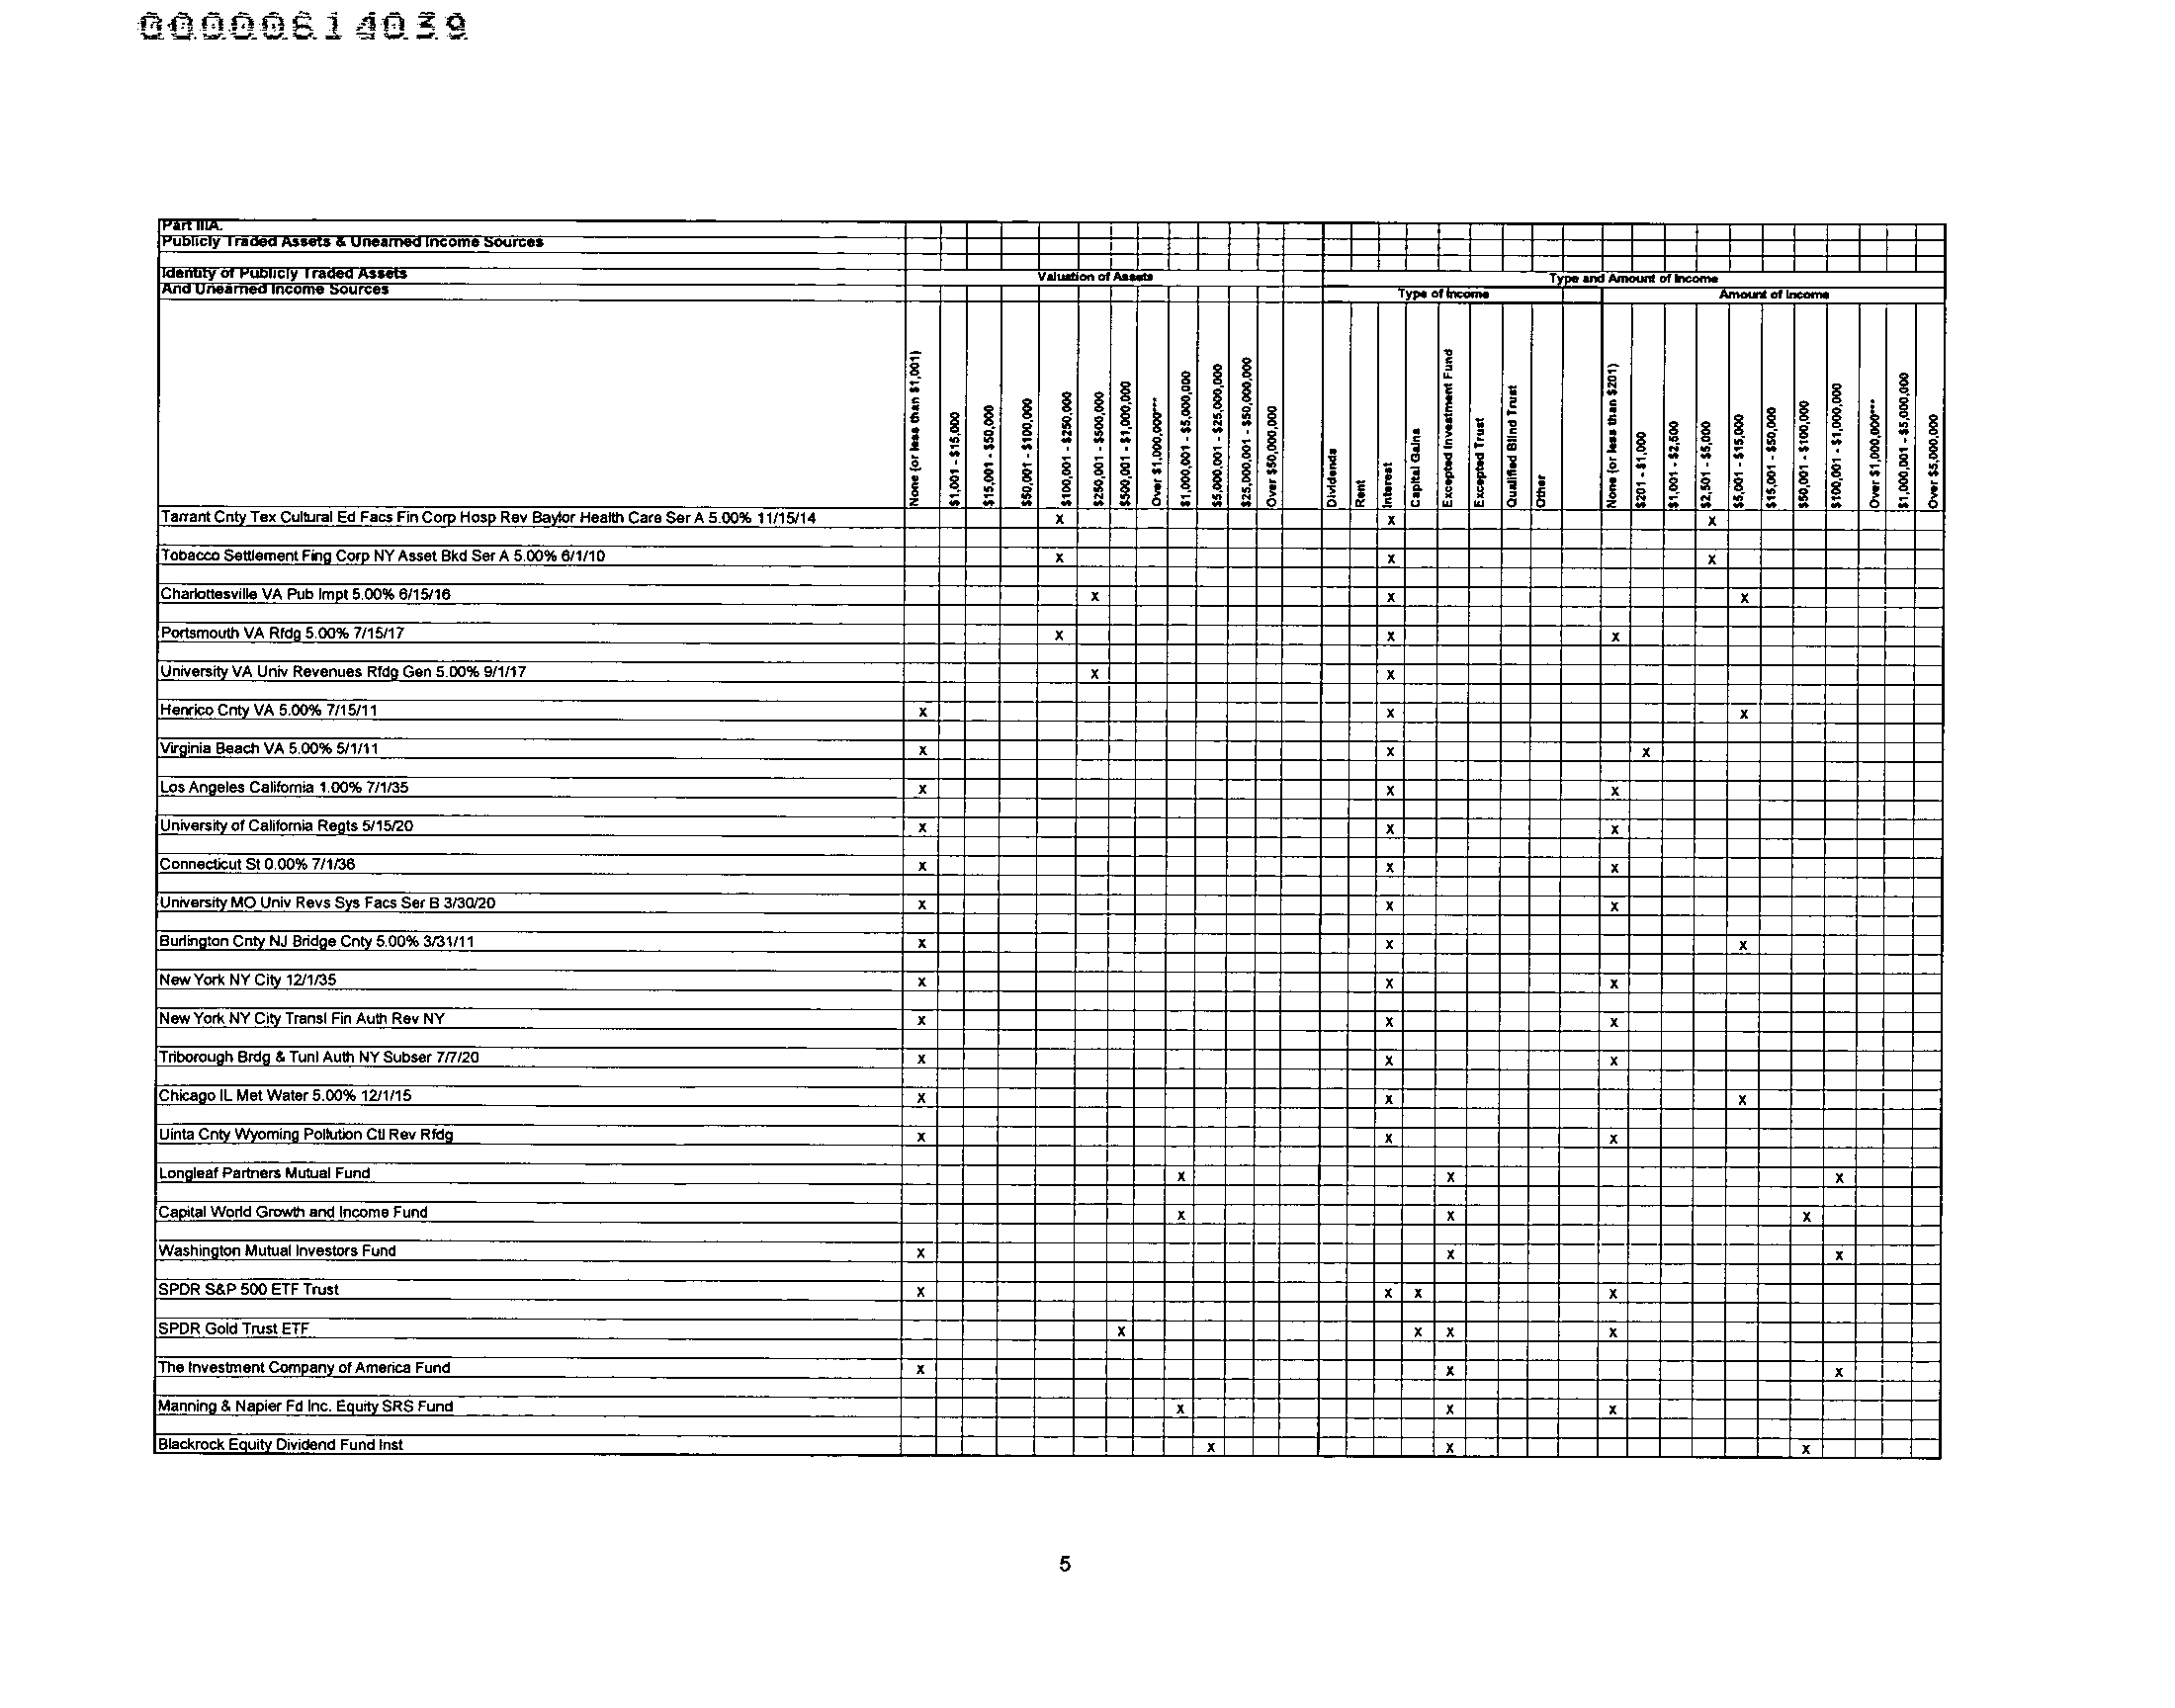 00000614039
Part IIIA.
Publicly Traded Assets & Unearned Income Sources
Identity of Publicly Traded Assets
And Unearned Income Sources
Valuation of Assets
Type and Amount of Income
Type of Income
Amount of Income
None (or less than $1,001)
$1,001 - $15,000
$15,001 - $50,000
$50,001 - $100,000
$100,001 - $250,000
$250,001 - $500,000
$500,001 - $1,000,000
Over $1,000,000***
$1,000,001 - $5,000,000
$5,000,001 - $25,000,000
$25,000,001 - $50,000,000
Over $50,000,000
Dividends
Rent
Interest
Capital Gains
Excepted Investment Fund
Excepted Trust
Qualified Blind Trust
Other
None (or less than $201)
$201 - $1,000
$1,001 - $2,500
$2,501 - $5,000
$5,001 - $15,000
$15,001 - $50,000
$50,001 - $100,000
$100,001 - $1,000,000
Over $1,000,000***
$1,000,001 - $5,000,000
Over $5,000,000
Tarrant Cnty Tex Cultural Ed Facs Fin Corp Hosp Rev Baylor Health Care Ser A 5.00% 11/15/14 x x x
Tobacco Settlement Fing Corp NY Asset Bkd Ser A 5.00% 6/1/10 x x x
Charlottesville VA Pub Impt 5.00% 6/15/16 x x x
Portsmouth VA Rfdg 5.00% 7/15/17 x x x
University VA Univ Revenues Rfdg Gen 5.00% 9/1/17 x x
Henrico Cnty VA 5.00% 7/15/11 x x x
Virginia Beach VA 5.00% 5/1/11 x x x
Los Angeles California 1.00% 7/1/35 x x x
University of California Regts 5/15/20 x x x
Connecticut St 0.00% 7/1/36 x x x
University MO Univ Revs Sys Facs Ser B 3/30/20 x x x
Burlington Cnty NJ Bridge Cnty 5.00% 3/31/11 x x x
New York NY City 12/1/35 x x x
New York NY City Transl Fin Auth Rev NY x x x
Triborough Brdg & Tunl Auth NY Subser 7/7/20 x x x
Chicago IL Met Water 5.00% 12/1/15 x x x
Uinta Cnty Wyoming Pollution Ctl Rev Rfdg x x x
Longleaf Partners Mutual Fund x x x
Capital World Growth and Income Fund x x x
Washington Mutual Investors Fund x x x
SPDR S&P 500 ETF Trust x x x x
SPDR Gold Trust ETF x x x x
The Investment Company of America Fund x x x
Manning & Napier Fd Inc. Equity SRS Fund x x x
Blackrock Equity Dividend Fund Inst x x x
5